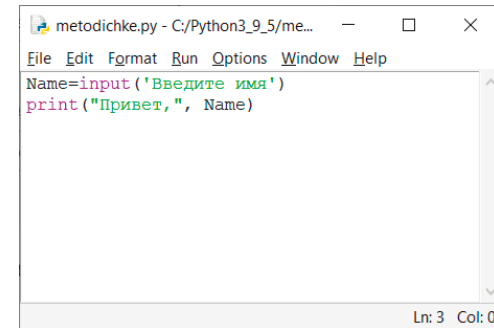 metodichke.py - C:/Python3_9_5/me...
File Edit Format Run Options Window Help
Name=input('Введите имя')
print("Привет,", Name)
Ln: 3 Col: 0